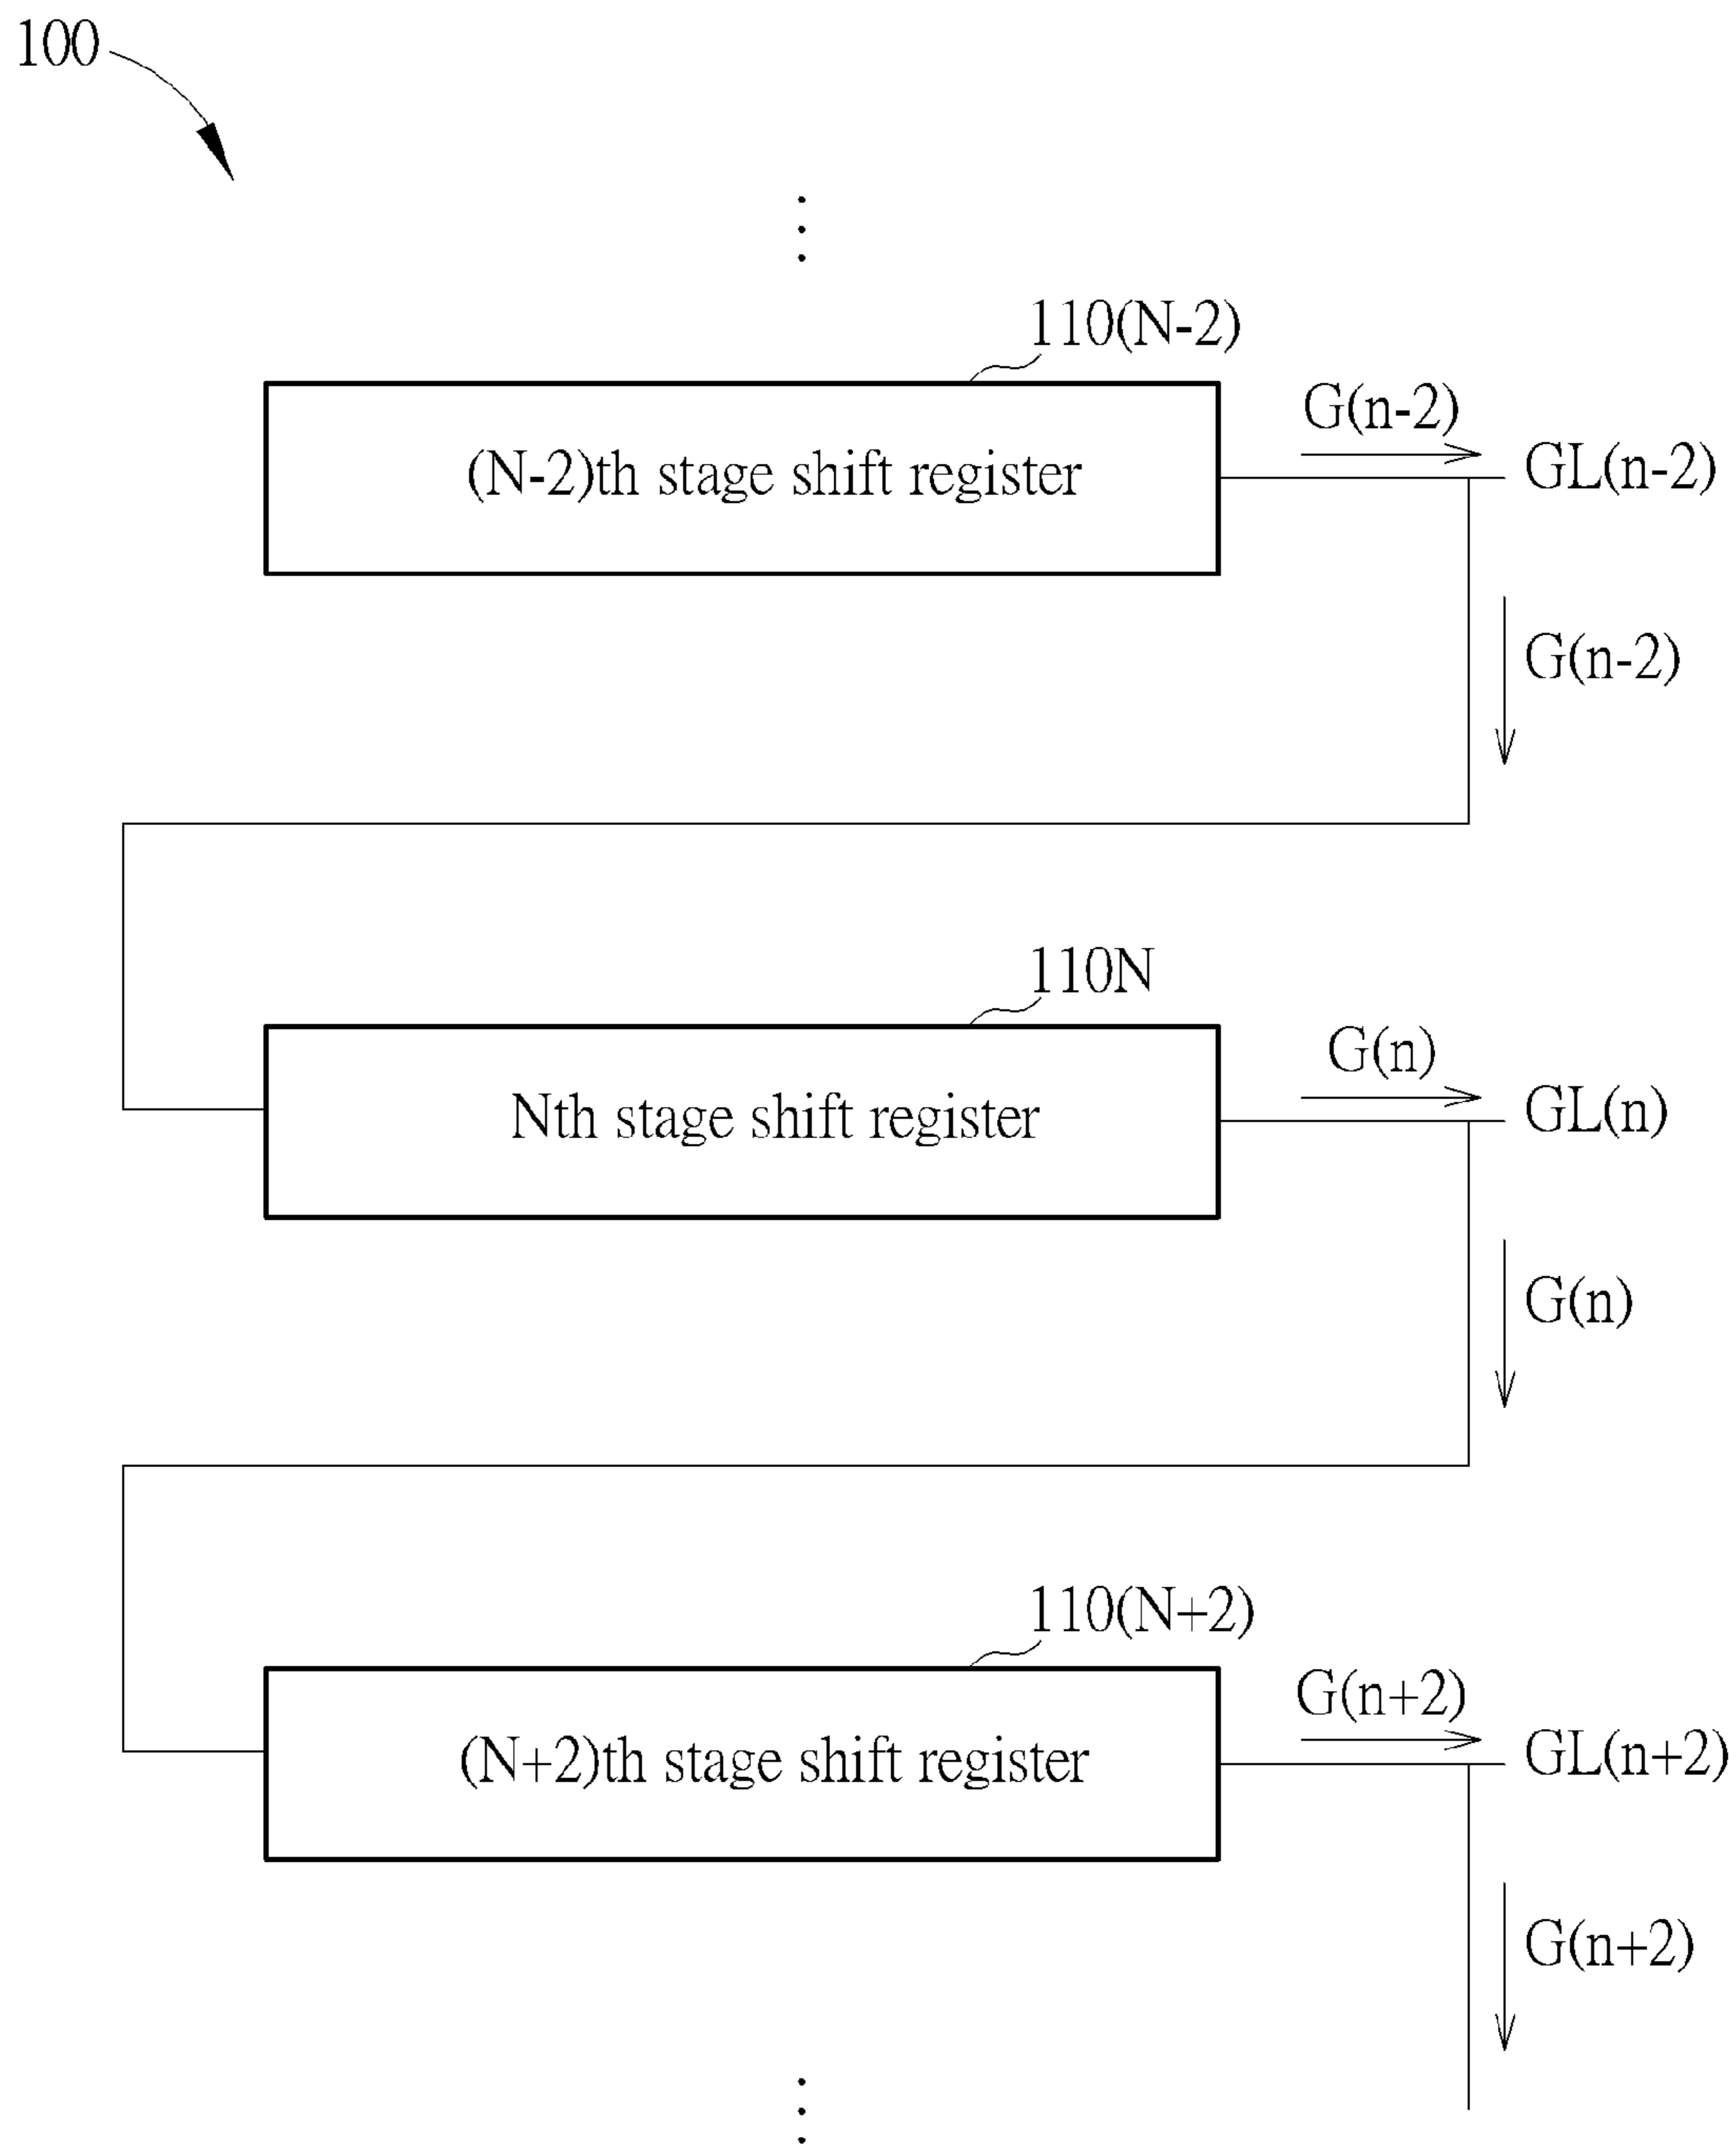 100
110(N-2)
G(n-2)
(N-2)th stage shift register
GL(n-2)
G(n-2)
110N
G(n)
Nth stage shift register
GL(n)
G(n)
110(N+2)
G(n+2)
(N+2)th stage shift register
GL(n+2)
G(n+2)